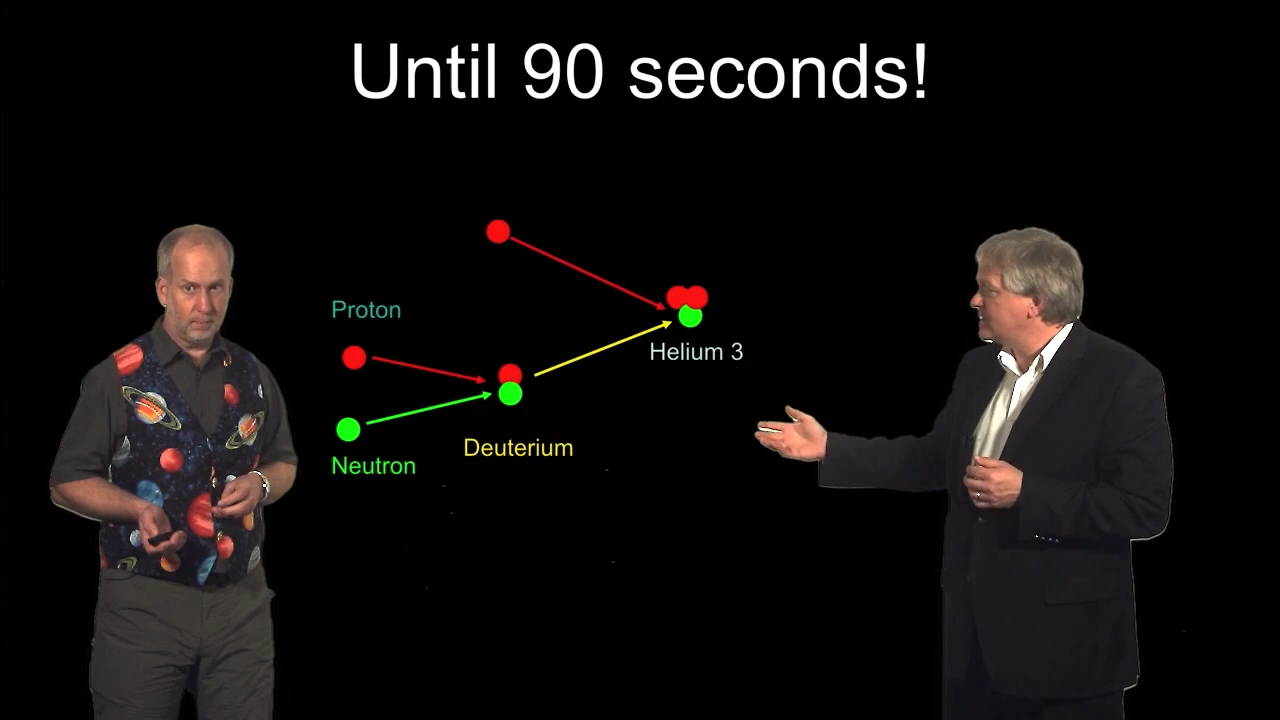 Until 90 seconds!
Proton
Helium 3
Deuterium
Neutron